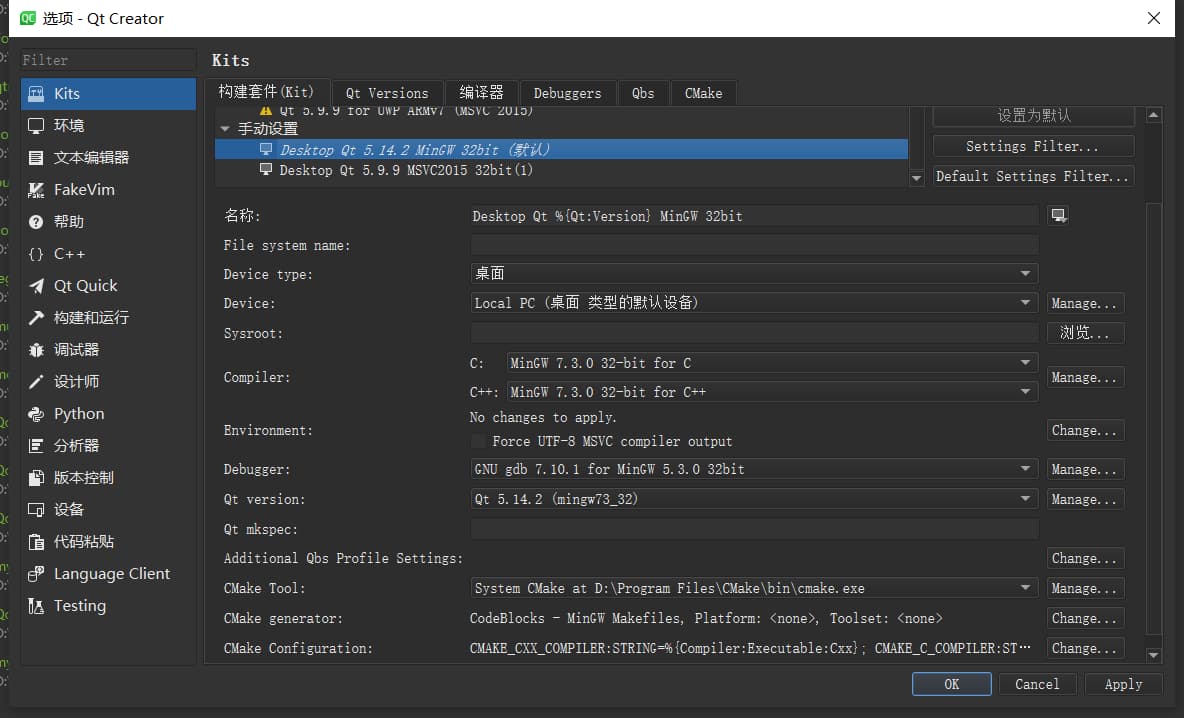 选项 - Qt Creator
Filter
Kits
环境
文本编辑器
FakeVim
帮助
C++
Qt Quick
构建和运行
调试器
设计师
Python
分析器
版本控制
设备
代码粘贴
Language Client
Testing
Kits
构建套件(Kit) Qt Versions 编译器 Debuggers Qbs CMake
Qt 5.9.9 for UWP ARMv7 (MSVC 2015)
手动设置
Desktop Qt 5.14.2 MinGW 32bit (默认)
Desktop Qt 5.9.9 MSVC2015 32bit(1)
设置为默认
Settings Filter...
Default Settings Filter...
名称: Desktop Qt %{Qt:Version} MinGW 32bit
File system name:
Device type: 桌面
Device: Local PC (桌面 类型的默认设备) Manage...
Sysroot: 浏览...
Compiler: C: MinGW 7.3.0 32-bit for C
C++: MinGW 7.3.0 32-bit for C++ Manage...
Environment: No changes to apply.
Force UTF-8 MSVC compiler output Change...
Debugger: GNU gdb 7.10.1 for MinGW 5.3.0 32bit Manage...
Qt version: Qt 5.14.2 (mingw73_32) Manage...
Qt mkspec:
Additional Qbs Profile Settings: Change...
CMake Tool: System CMake at D:\Program Files\CMake\bin\cmake.exe Manage...
CMake generator: CodeBlocks - MinGW Makefiles, Platform: <none>, Toolset: <none> Change...
CMake Configuration: CMAKE_CXX_COMPILER:STRING=%{Compiler:Executable:Cxx}; CMAKE_C_COMPILER:ST… Change...
OK Cancel Apply